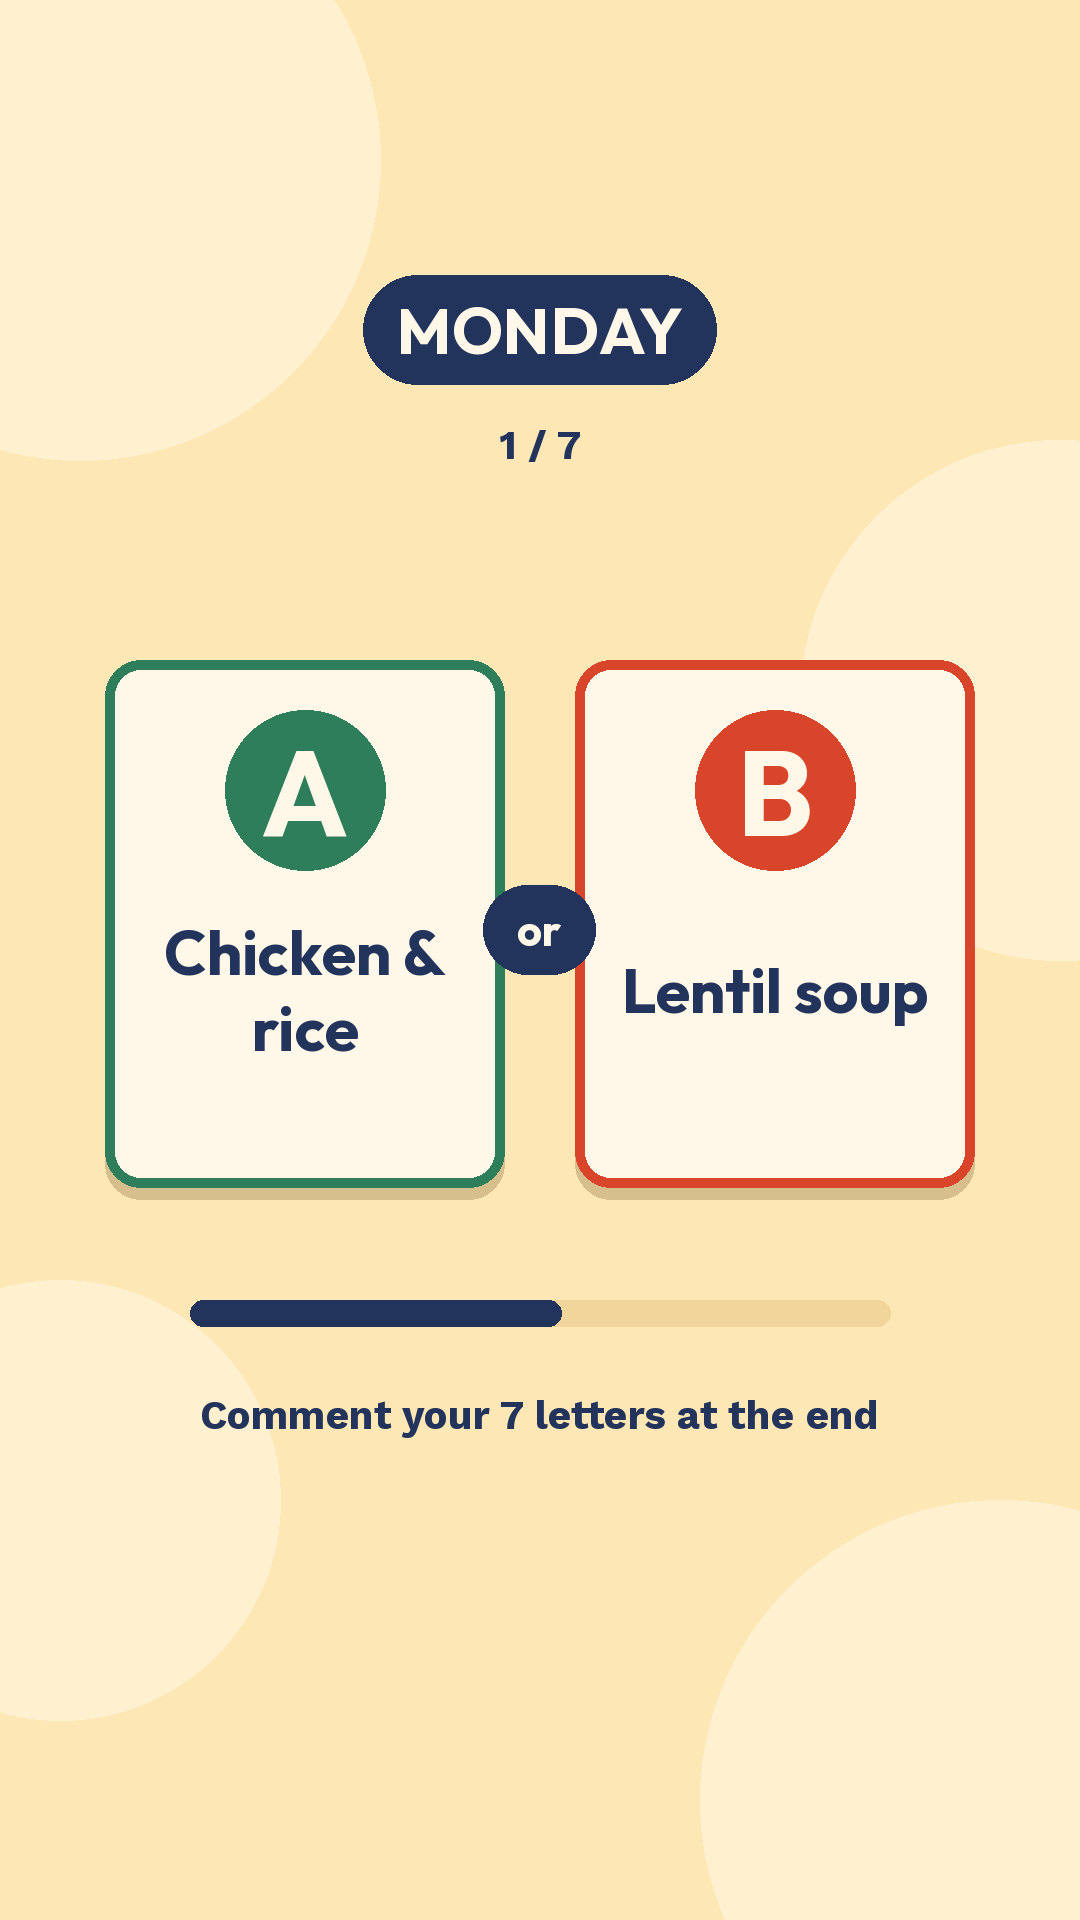 MONDAY
1 / 7
A
Chicken &
rice
or
B
Lentil soup
Comment your 7 letters at the end